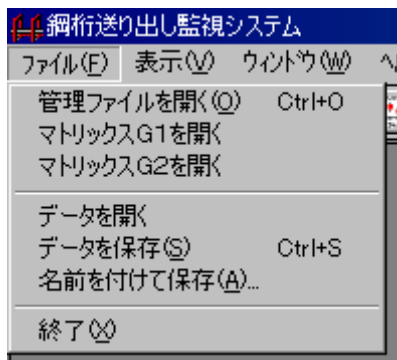 鋼桁送り出し監視システム
ファイル(F) 表示(V) ウィンドウ(W)
管理ファイルを開く(O) Ctrl+O
マトリックスG1を開く
マトリックスG2を開く
データを開く
データを保存(S) Ctrl+S
名前を付けて保存(A)...
終了(X)